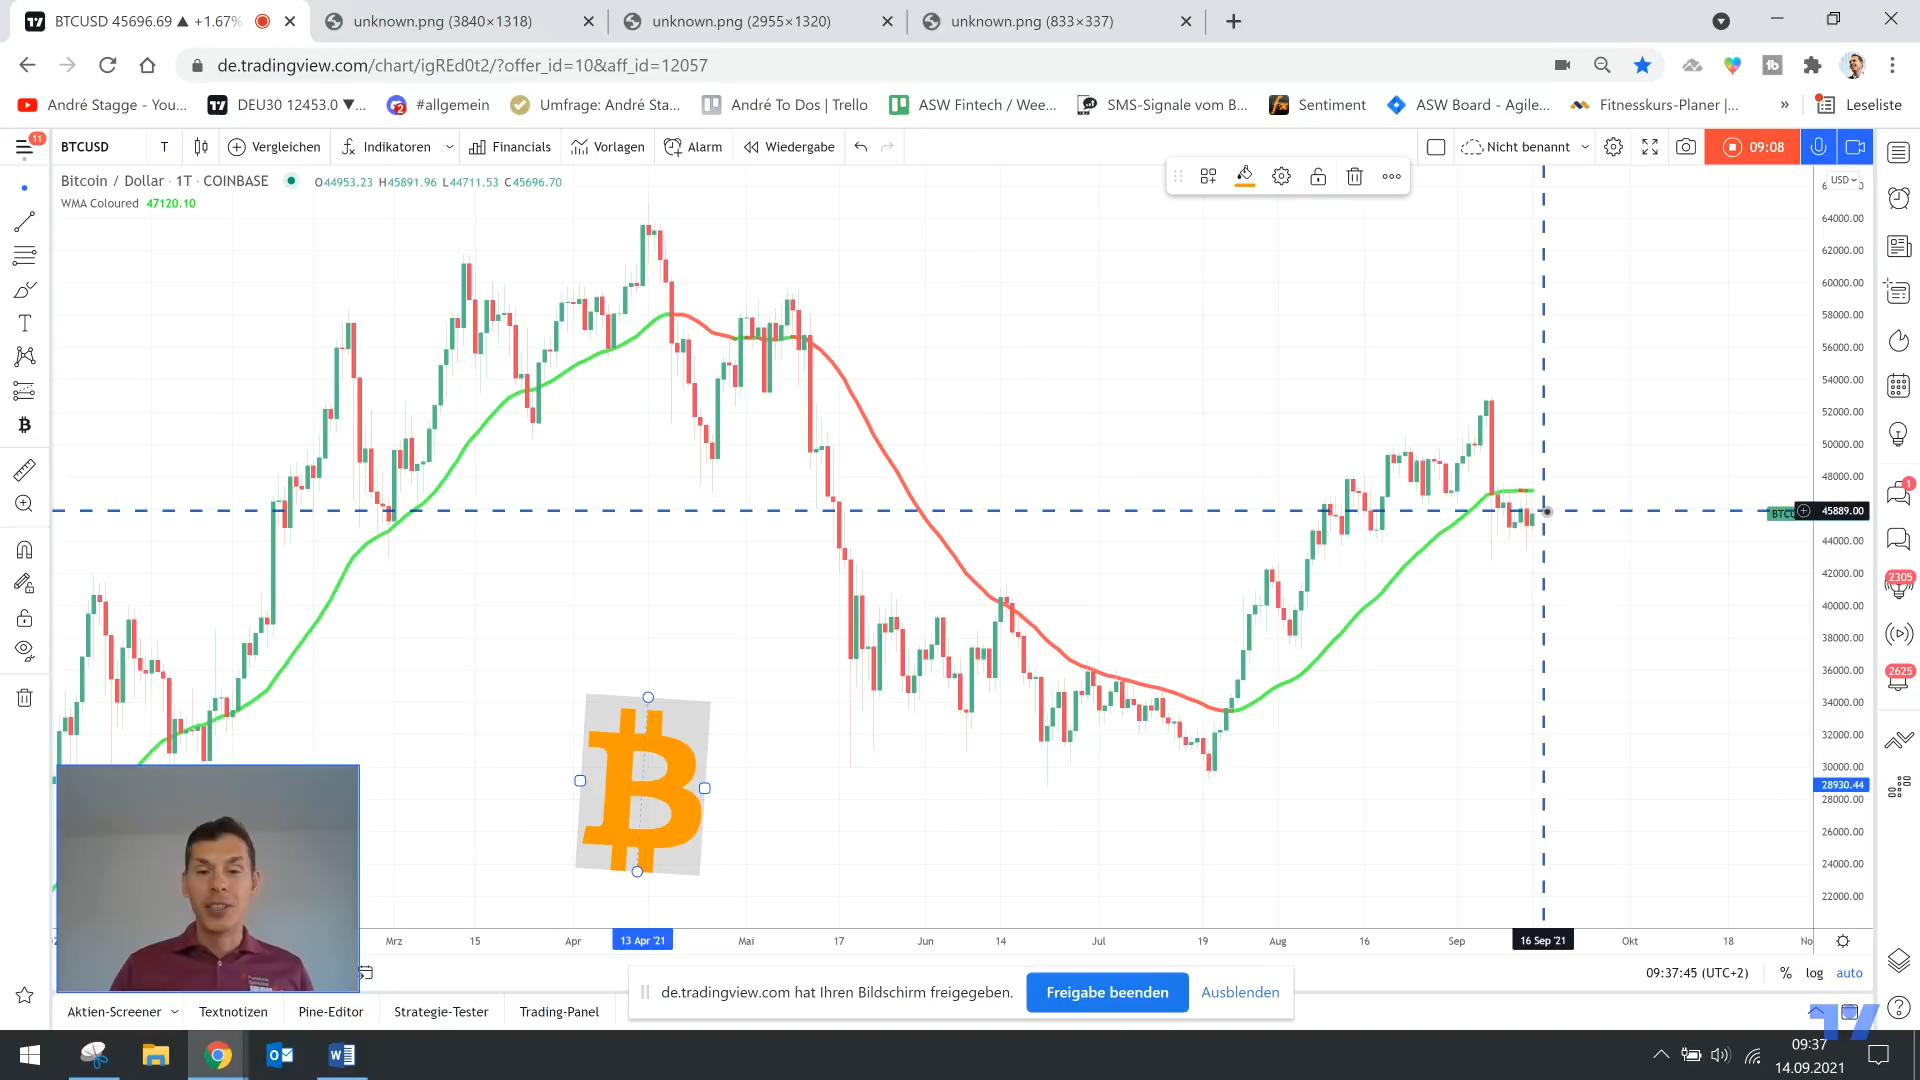 BTCUSD 45696.69 ▲ +1.67%
unknown.png (3840×1318)
unknown.png (2955×1320)
unknown.png (833×337)
de.tradingview.com/chart/igREd0t2/?offer_id=10&aff_id=12057
André Stagge - You...
DEU30 12453.0 ▼...
#allgemein
Umfrage: André Sta...
André To Dos | Trello
ASW Fintech / Wee...
SMS-Signale vom B...
Sentiment
ASW Board - Agile...
Fitnesskurs-Planer |...
»
Leseliste
11
BTCUSD
T
Vergleichen
Indikatoren
Financials
Vorlagen
Alarm
Wiedergabe
Nicht benannt
09:08
Bitcoin / Dollar · 1T · COINBASE
O44953.23 H45891.96 L44711.53 C45696.70
WMA Coloured 47120.10
USD
64000.00
62000.00
60000.00
58000.00
56000.00
54000.00
52000.00
50000.00
48000.00
45889.00
44000.00
42000.00
40000.00
38000.00
36000.00
34000.00
32000.00
30000.00
28930.44
28000.00
26000.00
24000.00
22000.00
1
2305
2625
Mrz
15
Apr
13 Apr '21
Mai
17
Jun
14
Jul
19
Aug
16
Sep
16 Sep '21
Okt
18
No
09:37:45 (UTC+2)
%
log
auto
de.tradingview.com hat Ihren Bildschirm freigegeben.
Freigabe beenden
Ausblenden
Aktien-Screener
Textnotizen
Pine-Editor
Strategie-Tester
Trading-Panel
09:37
14.09.2021